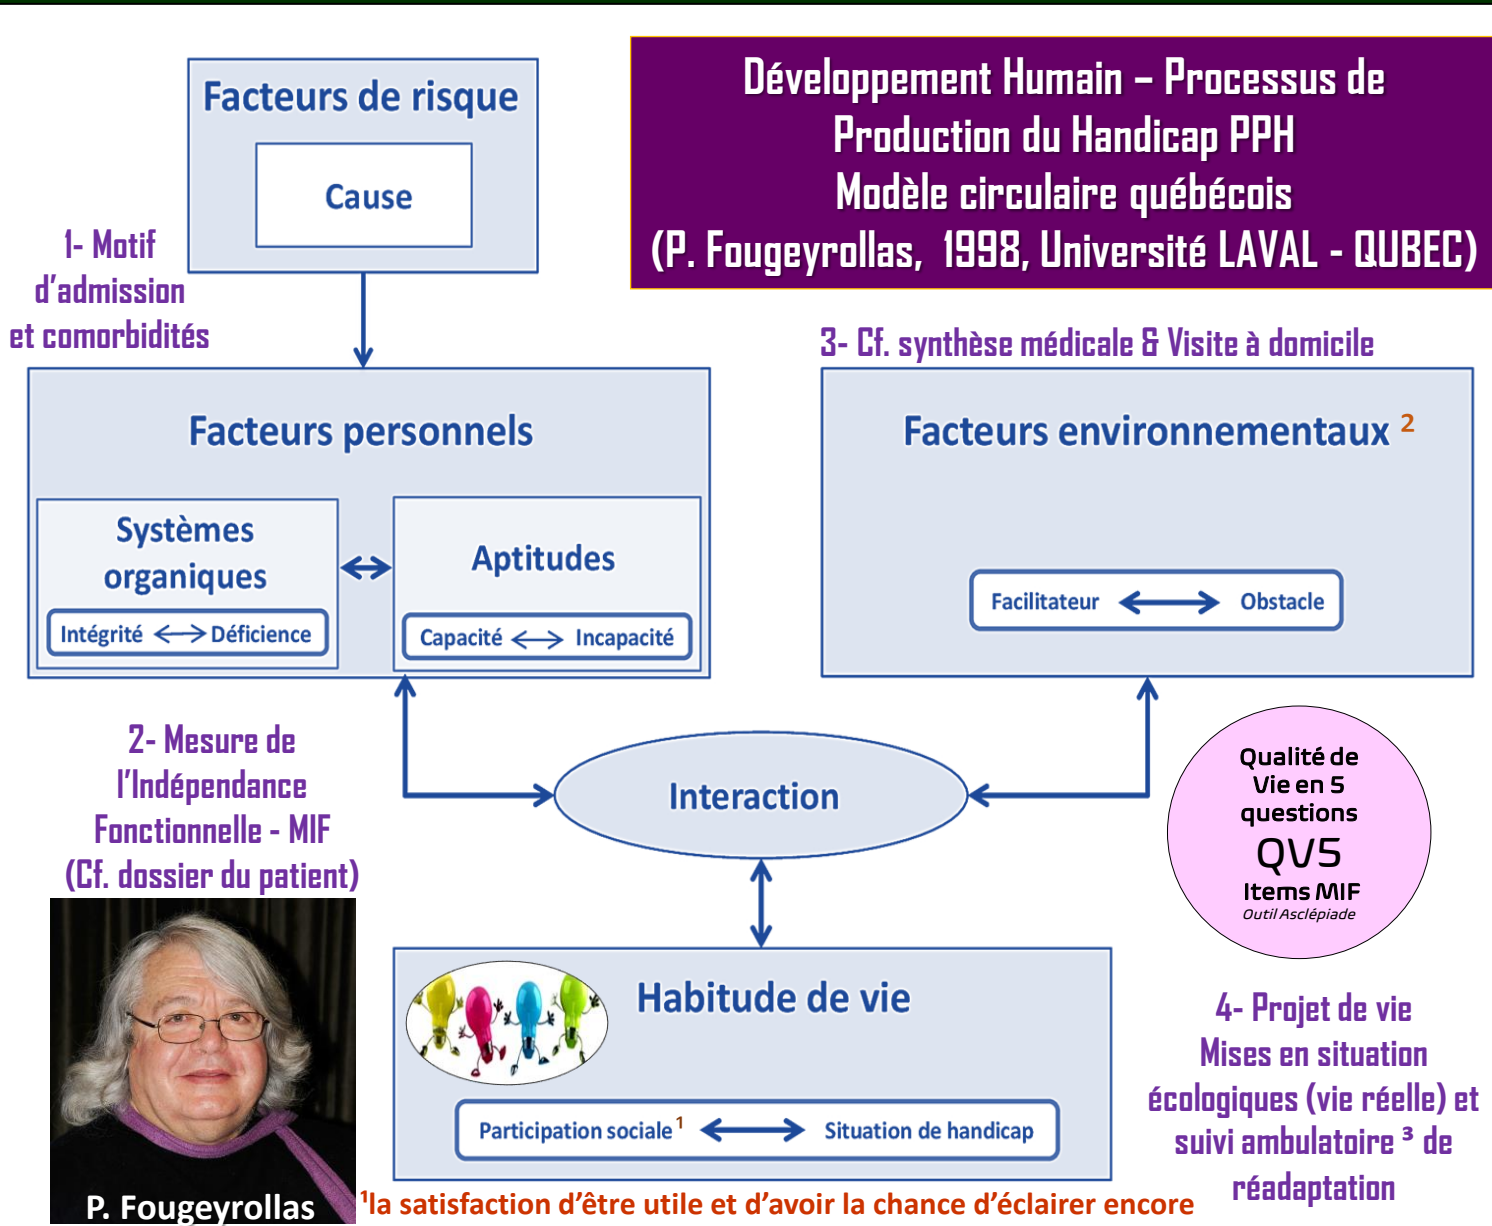 Développement Humain – Processus de
Production du Handicap PPH
Modèle circulaire québécois
(P. Fougeyrollas, 1998, Université LAVAL - QUBEC)
Facteurs de risque
Cause
1- Motif
d'admission
et comorbidités
3- Cf. synthèse médicale & Visite à domicile
Facteurs personnels
Systèmes
organiques
Intégrité
Déficience
Aptitudes
Capacité
Incapacité
Facteurs environnementaux ²
Facilitateur
Obstacle
2- Mesure de
l'Indépendance
Fonctionnelle - MIF
(Cf. dossier du patient)
Interaction
Qualité de
Vie en 5
questions
QV5
Items MIF
Outil Asclépiade
Habitude de vie
Participation sociale ¹
Situation de handicap
4- Projet de vie
Mises en situation
écologiques (vie réelle) et
suivi ambulatoire ³ de
réadaptation
P. Fougeyrollas
¹la satisfaction d'être utile et d'avoir la chance d'éclairer encore